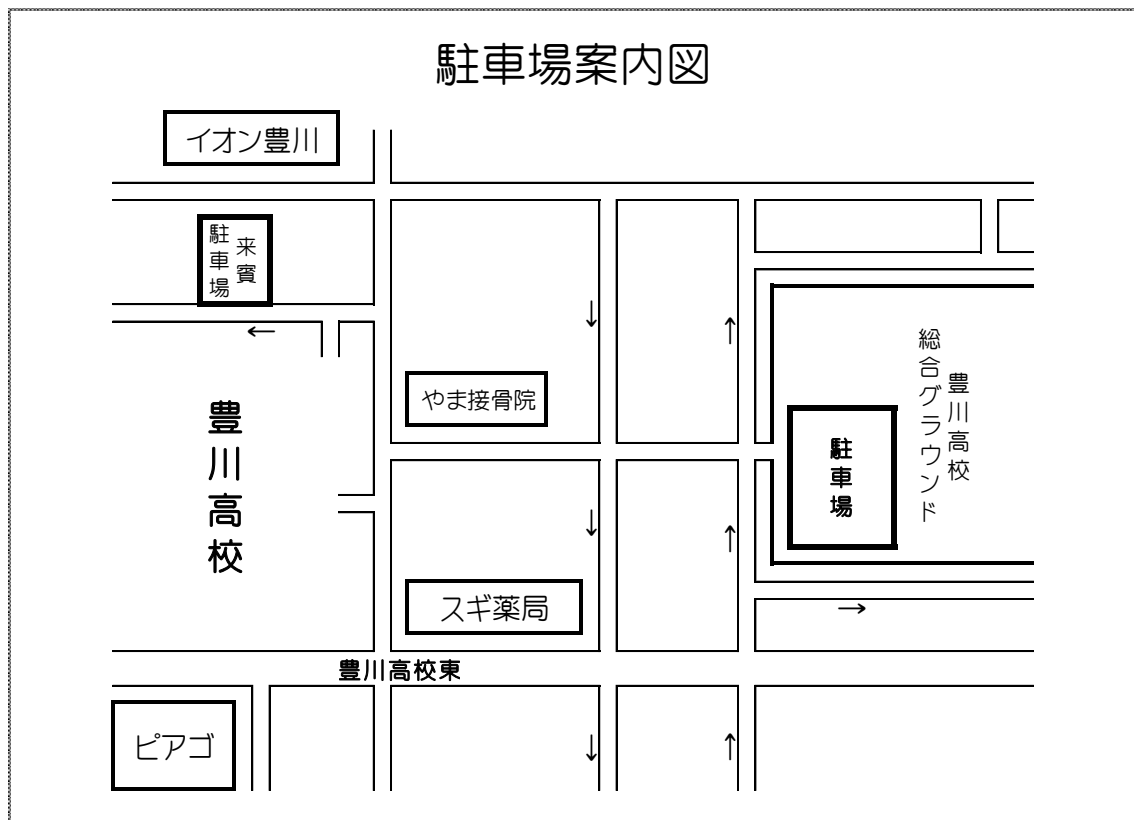 駐車場案内図
イオン豊川
来賓
駐車場
←
↓
↑
やま接骨院
豊川高校
総合グラウンド
駐車場
豊川高校
↓
↑
スギ薬局
→
豊川高校東
ピアゴ
↓
↑